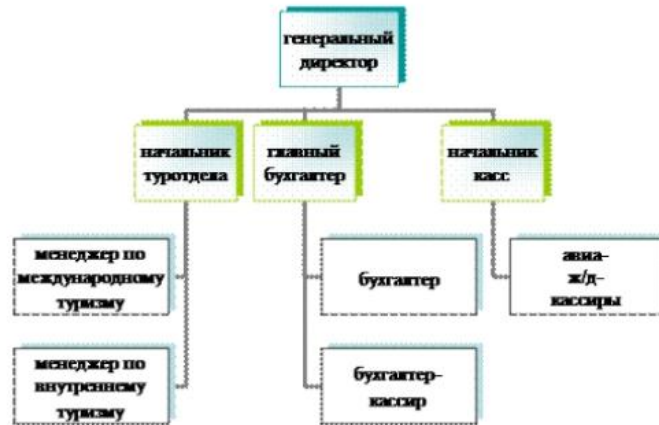 генеральный
директор
начальник
туротдела
главный
бухгалтер
начальник
касс
менеджер по
международному
туризму
бухгалтер
авиа-
ж/д-
кассиры
менеджер по
внутреннему
туризму
бухгалтер-
кассир